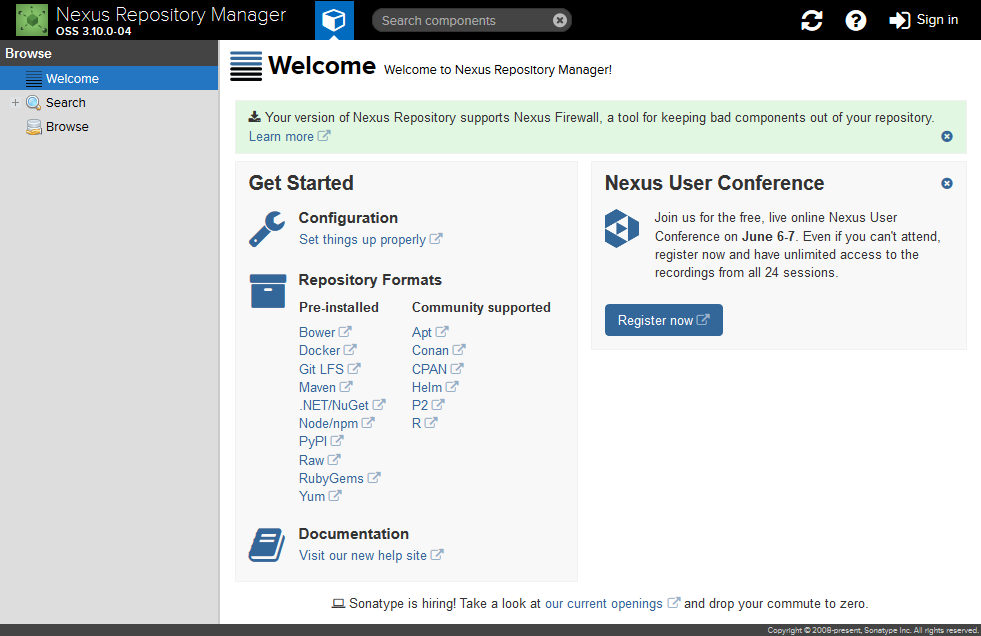 Nexus Repository Manager
OSS 3.10.0-04
Search components
Sign in
Browse
Welcome
Search
Browse
Welcome Welcome to Nexus Repository Manager!
Your version of Nexus Repository supports Nexus Firewall, a tool for keeping bad components out of your repository.
Learn more
Get Started
Configuration
Set things up properly
Repository Formats
Pre-installed
Bower
Docker
Git LFS
Maven
.NET/NuGet
Node/npm
PyPI
Raw
RubyGems
Yum
Community supported
Apt
Conan
CPAN
Helm
P2
R
Documentation
Visit our new help site
Nexus User Conference
Join us for the free, live online Nexus User
Conference on June 6-7. Even if you can't attend,
register now and have unlimited access to the
recordings from all 24 sessions.
Register now
Sonatype is hiring! Take a look at our current openings and drop your commute to zero.
Copyright © 2008-present, Sonatype Inc. All rights reserved.